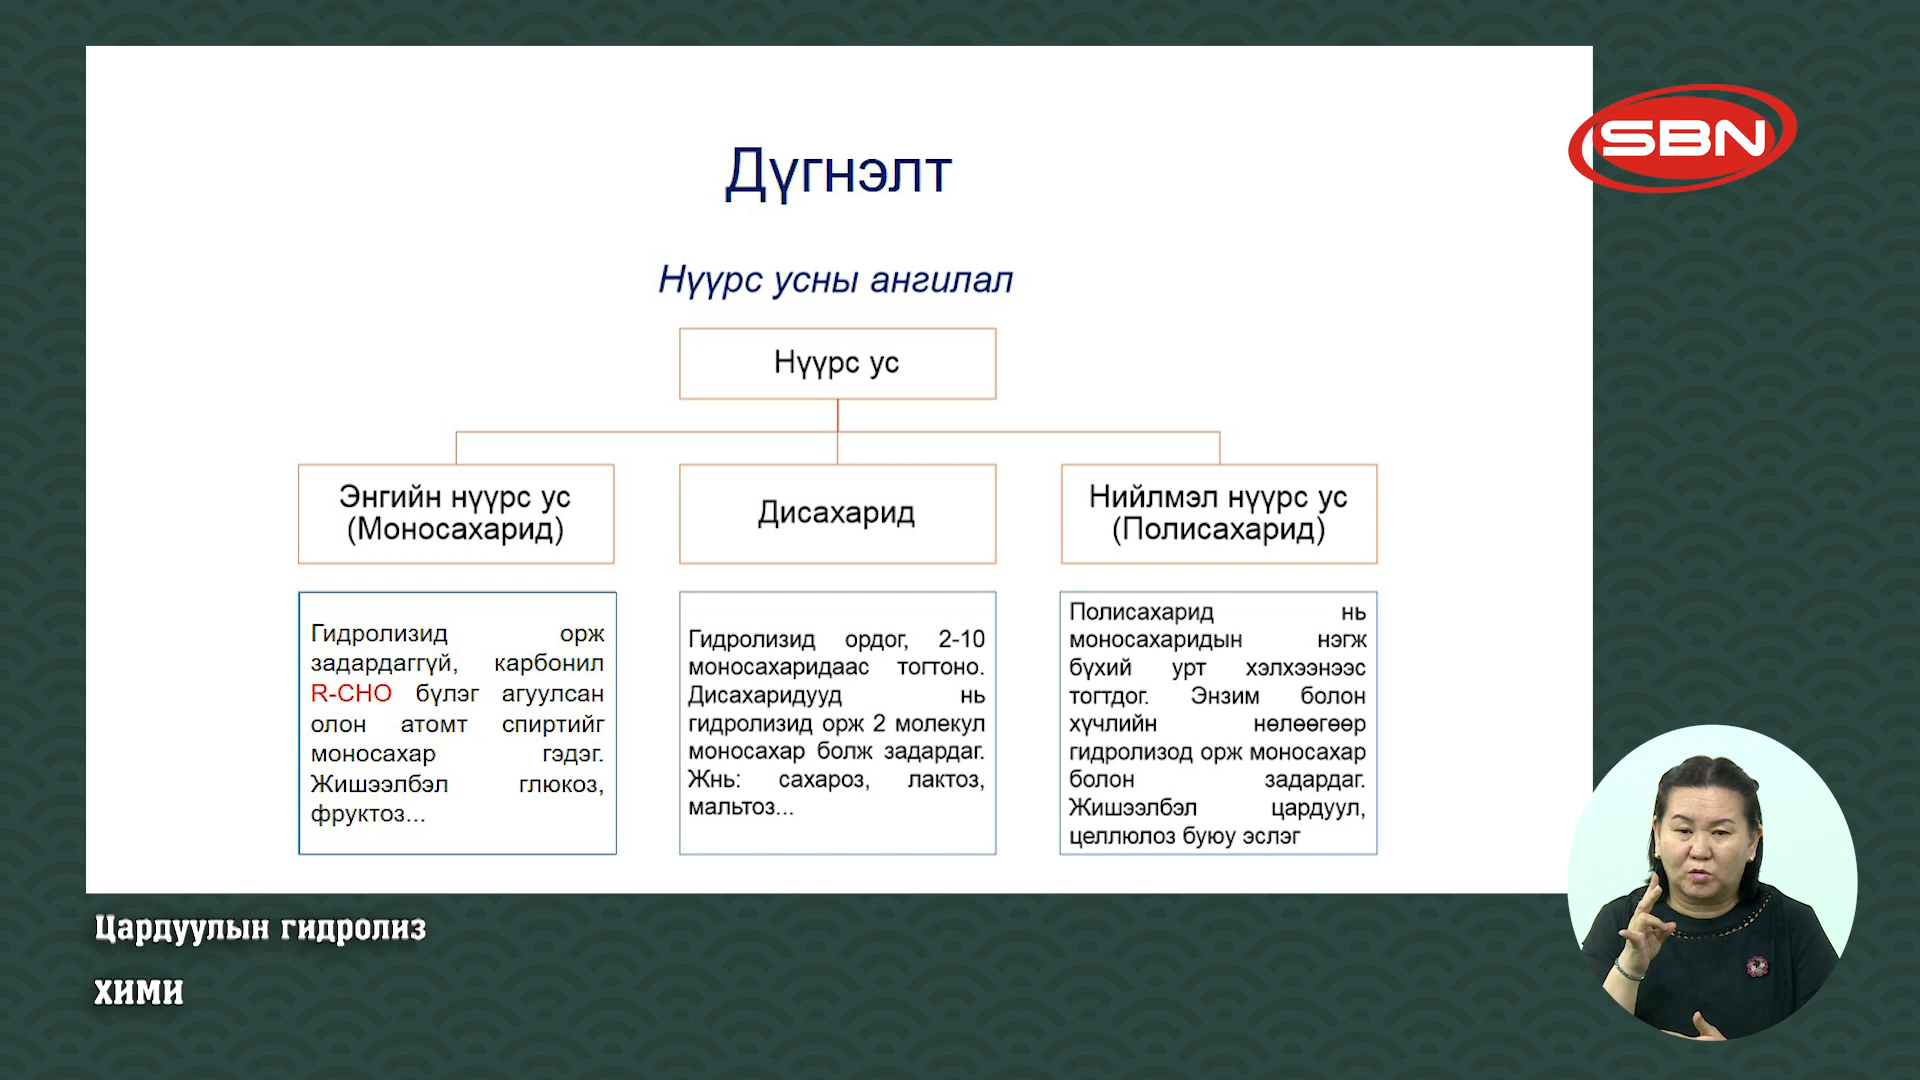 SBN
Дүгнэлт
Нүүрс усны ангилал
Нүүрс ус
Энгийн нүүрс ус
(Моносахарид)
Дисахарид
Нийлмэл нүүрс ус
(Полисахарид)
Гидролизид орж
задардаггүй, карбонил
R-CHO бүлэг агуулсан
олон атомт спиртийг
моносахар гэдэг.
Жишээлбэл глюкоз,
фруктоз...
Гидролизид ордог, 2-10
моносахаридаас тогтоно.
Дисахаридууд нь
гидролизид орж 2 молекул
моносахар болж задардаг.
Жнь: сахароз, лактоз,
мальтоз...
Полисахарид нь
моносахаридын нэгж
бүхий урт хэлхээнээс
тогтдог. Энзим болон
хүчлийн нөлөөгөөр
гидролизод орж моносахар
болон задардаг.
Жишээлбэл цардуул,
целлюлоз буюу эслэг
Цардуулын гидролиз
ХИМИ